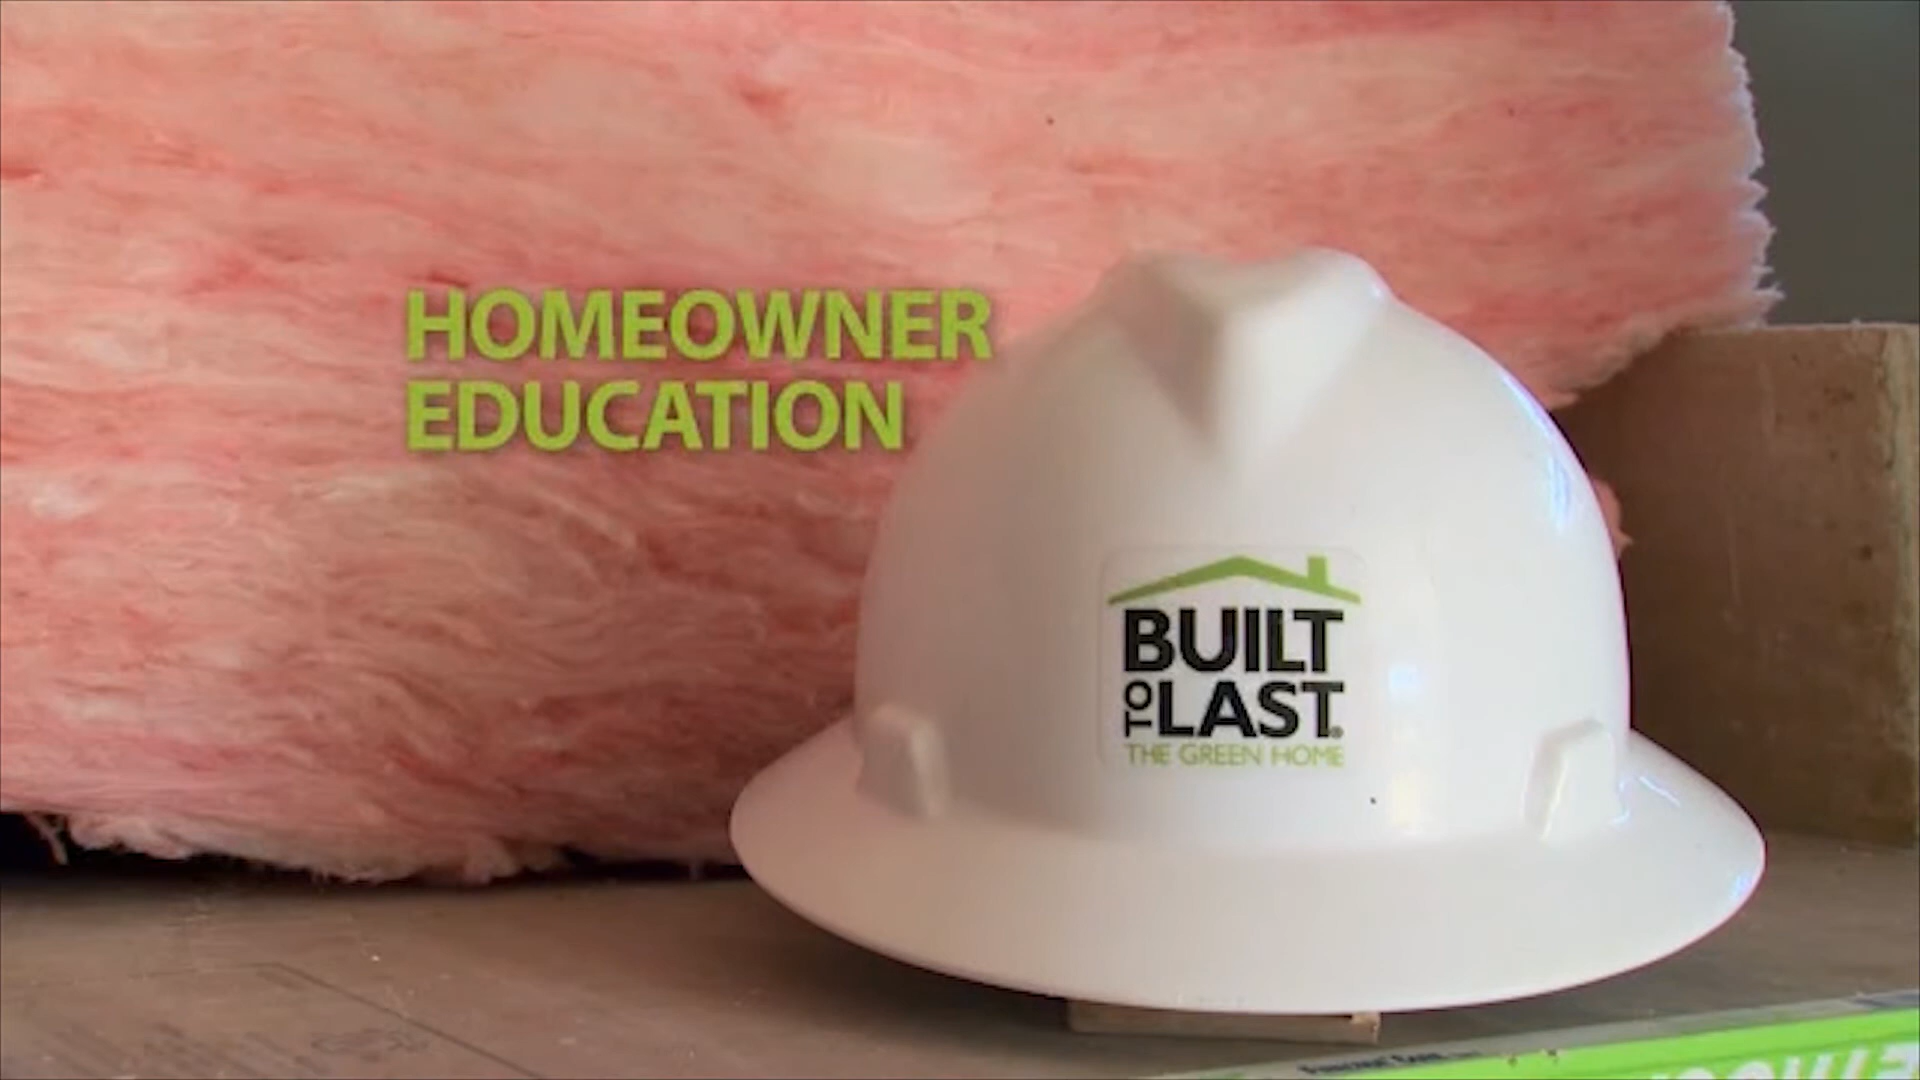 HOMEOWNER
EDUCATION
BUILT
TO LAST®
THE GREEN HOME